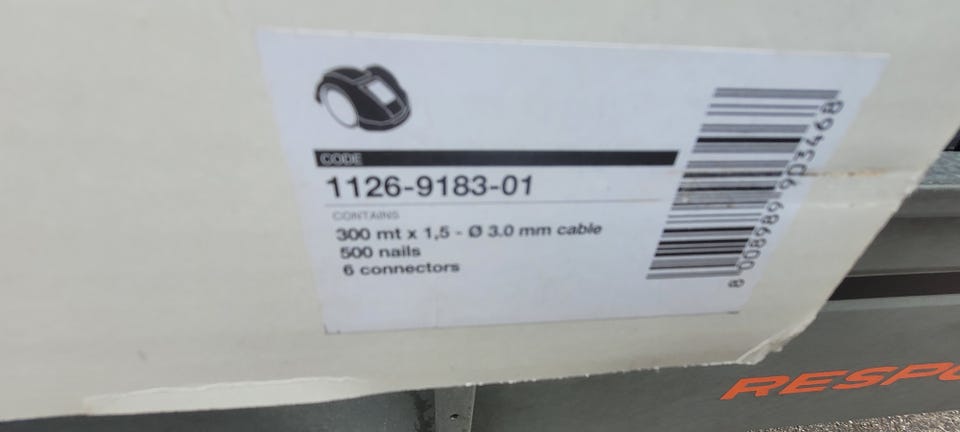 CODE
1126-9183-01
CONTAINS
300 mt x 1,5 - Ø 3.0 mm cable
500 nails
6 connectors
8 008989 903468